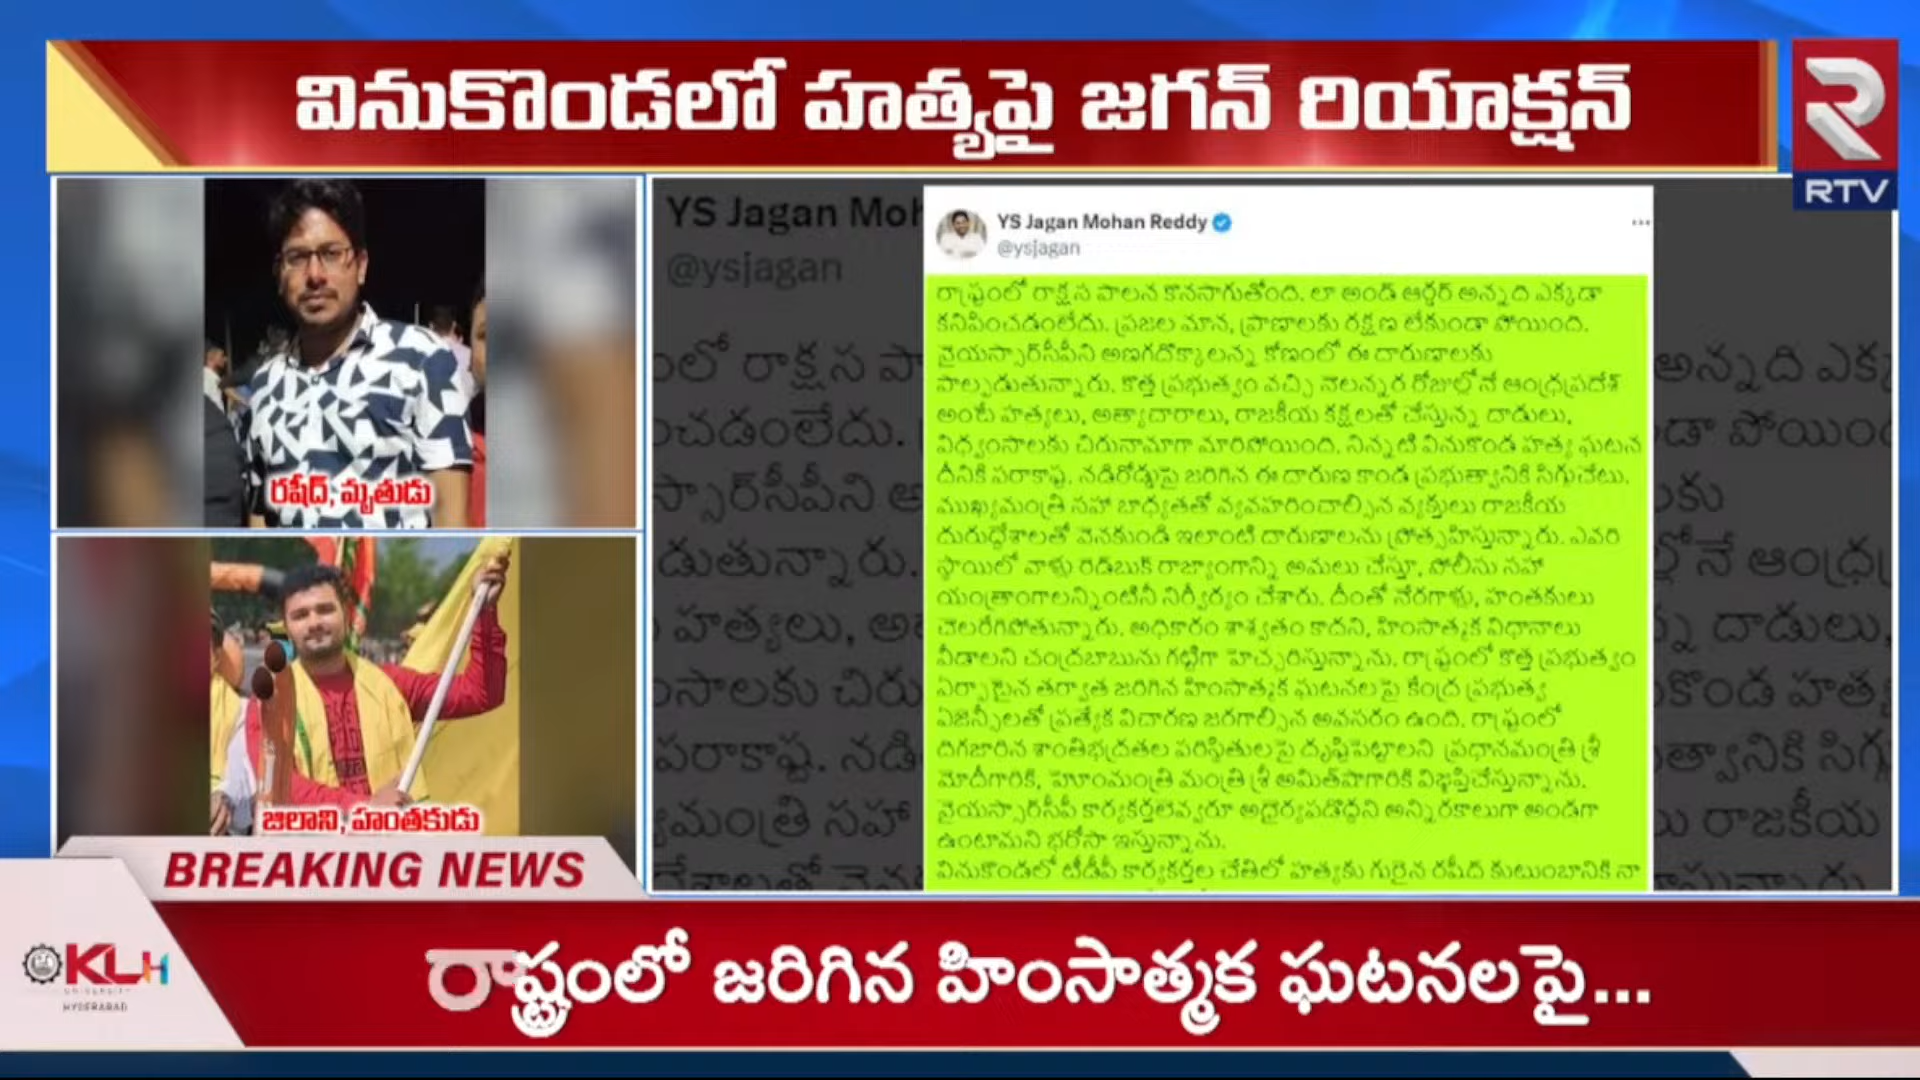 వినుకొండలో హత్యపై జగన్ రియాక్షన్
RTV
రషీద్, మృతుడు
జిలాని, హంతకుడు
YS Jagan Mohan Reddy
@ysjagan
రాష్ట్రంలో రాక్షస పాలన కొనసాగుతోంది. లా అండ్ ఆర్డర్ అన్నది ఎక్కడా
కనిపించడంలేదు. ప్రజల మాన, ప్రాణాలకు రక్షణ లేకుండా పోయింది.
వైయస్సార్‌సీపీని అణగదొక్కాలన్న కోణంలో ఈ దారుణాలకు
పాల్పడుతున్నారు. కొత్త ప్రభుత్వం వచ్చి నెలన్నర రోజుల్లోనే ఆంధ్రప్రదేశ్
అంటే హత్యలు, అత్యాచారాలు, రాజకీయ కక్షలతో చేస్తున్న దాడులు,
విధ్వంసాలకు చిరునామాగా మారిపోయింది. నిన్నటి వినుకొండ హత్య ఘటన
దీనికి పరాకాష్ట. నడిరోడ్డుపై జరిగిన ఈ దారుణ కాండ ప్రభుత్వానికి సిగ్గుచేటు.
ముఖ్యమంత్రి సహా బాధ్యతతో వ్యవహరించాల్సిన వ్యక్తులు రాజకీయ
దురుద్దేశాలతో వెనకుండి ఇలాంటి దారుణాలను ప్రోత్సహిస్తున్నారు. ఎవరి
స్థాయిలో వాళ్లు రెడ్‌బుక్ రాజ్యాంగాన్ని అమలు చేస్తూ, పోలీసు సహా
యంత్రాంగాలన్నింటినీ నిర్వీర్యం చేశారు. దీంతో నేరగాళ్లు, హంతకులు
చెలరేగిపోతున్నారు. అధికారం శాశ్వతం కాదని, హింసాత్మక విధానాలు
వీడాలని చంద్రబాబును గట్టిగా హెచ్చరిస్తున్నాను. రాష్ట్రంలో కొత్త ప్రభుత్వం
ఏర్పాటైన తర్వాత జరిగిన హింసాత్మక ఘటనలపై కేంద్ర ప్రభుత్వ
ఏజెన్సీలతో ప్రత్యేక విచారణ జరగాల్సిన అవసరం ఉంది. రాష్ట్రంలో
దిగజారిన శాంతిభద్రతల పరిస్థితులపై దృష్టిపెట్టాలని ప్రధానమంత్రి శ్రీ
మోదీగారికి, హెూంమంత్రి మంత్రి శ్రీ అమిత్‌షాగారికి విజ్ఞప్తిచేస్తున్నాను.
వైయస్సార్‌సీపీ కార్యకర్తలెవ్వరూ అధైర్యపడొద్దని అన్నిరకాలుగా అండగా
ఉంటామని భరోసా ఇస్తున్నాను.
వినుకొండలో టీడీపీ కార్యకర్తల చేతిలో హత్యకు గురైన రషీద్ కుటుంబానికి నా
BREAKING NEWS
రాష్ట్రంలో జరిగిన హింసాత్మక ఘటనలపై...
KLH
UNIVERSITY
HYDERABAD